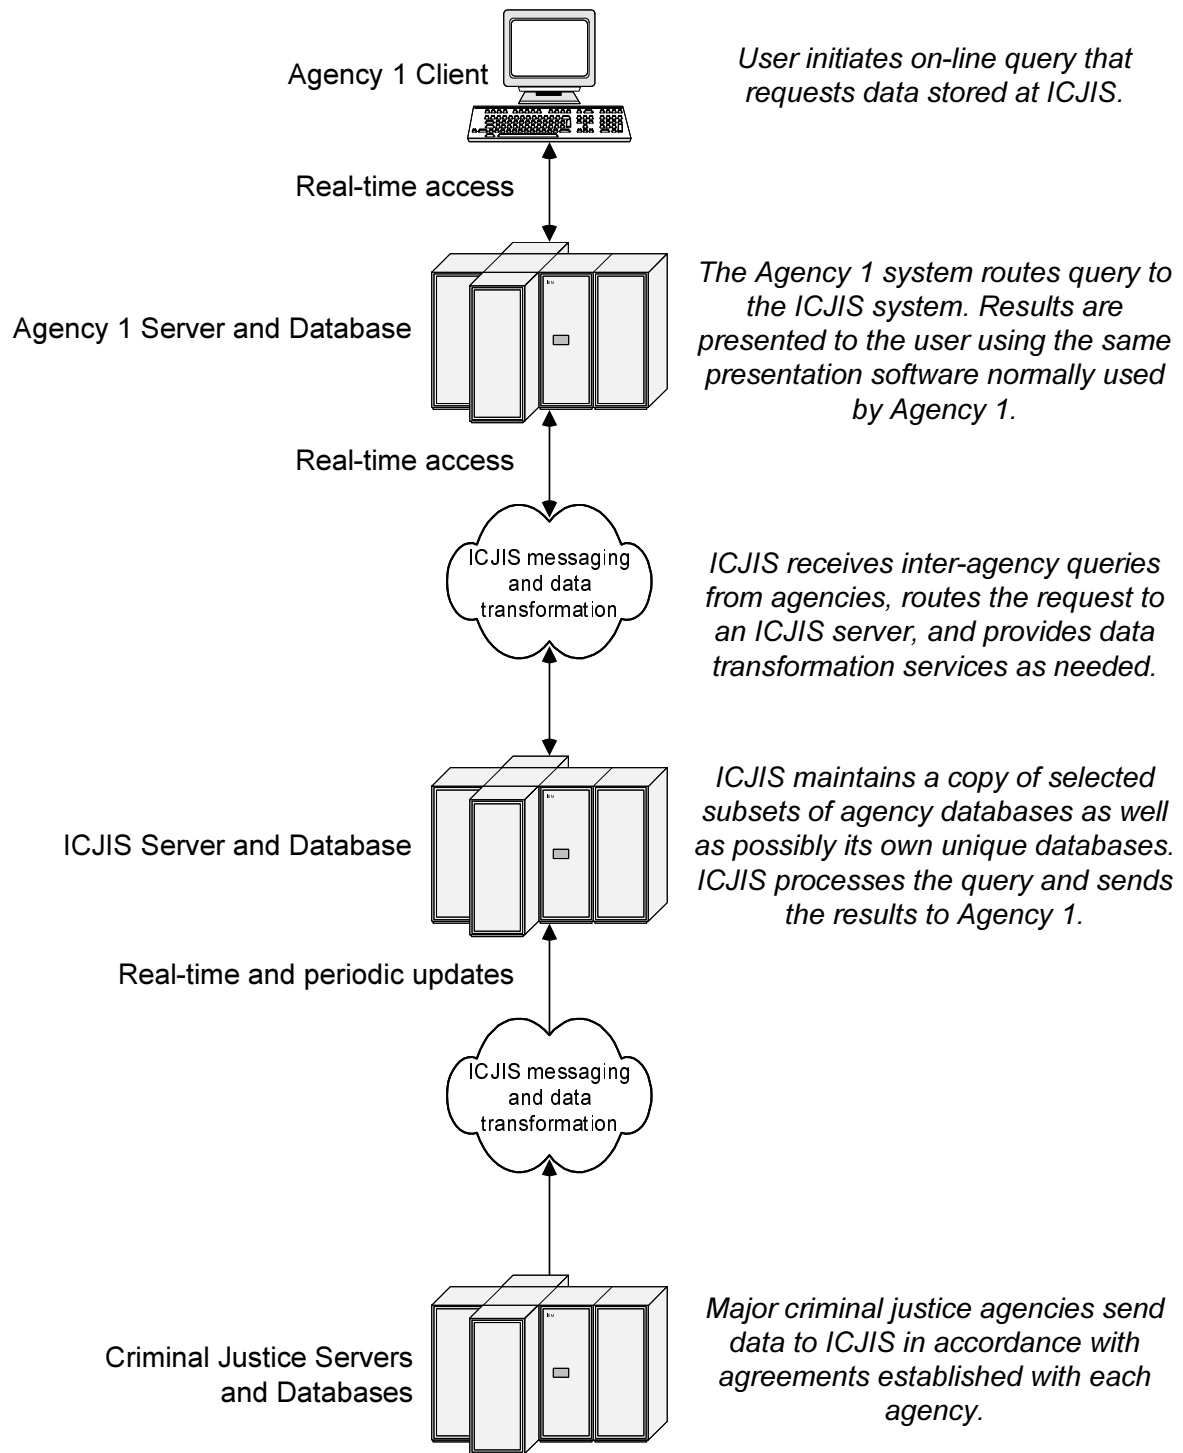 Agency 1 Client
User initiates on-line query that
requests data stored at ICJIS.
Real-time access
Agency 1 Server and Database
The Agency 1 system routes query to
the ICJIS system. Results are
presented to the user using the same
presentation software normally used
by Agency 1.
Real-time access
ICJIS messaging
and data
transformation
ICJIS receives inter-agency queries
from agencies, routes the request to
an ICJIS server, and provides data
transformation services as needed.
ICJIS Server and Database
ICJIS maintains a copy of selected
subsets of agency databases as well
as possibly its own unique databases.
ICJIS processes the query and sends
the results to Agency 1.
Real-time and periodic updates
ICJIS messaging
and data
transformation
Criminal Justice Servers
and Databases
Major criminal justice agencies send
data to ICJIS in accordance with
agreements established with each
agency.